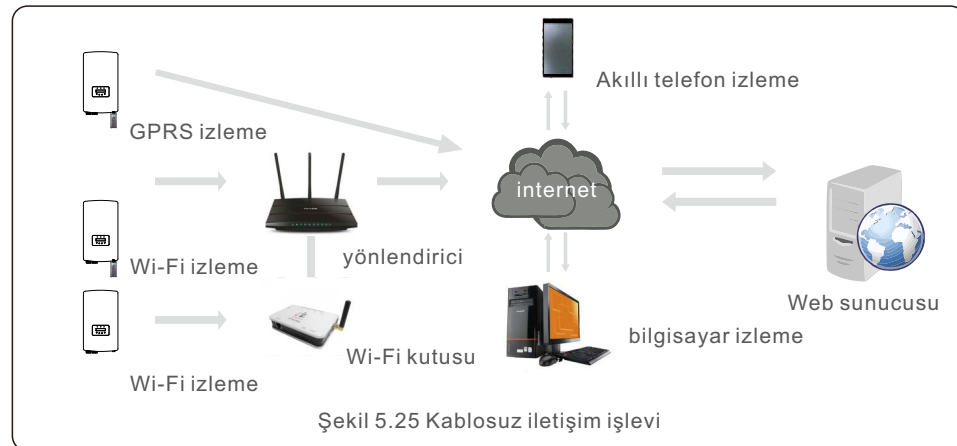 Akıllı telefon izleme
GPRS izleme
internet
Wi-Fi izleme
yönlendirici
Web sunucusu
bilgisayar izleme
Wi-Fi kutusu
Wi-Fi izleme
Şekil 5.25 Kablosuz iletişim işlevi